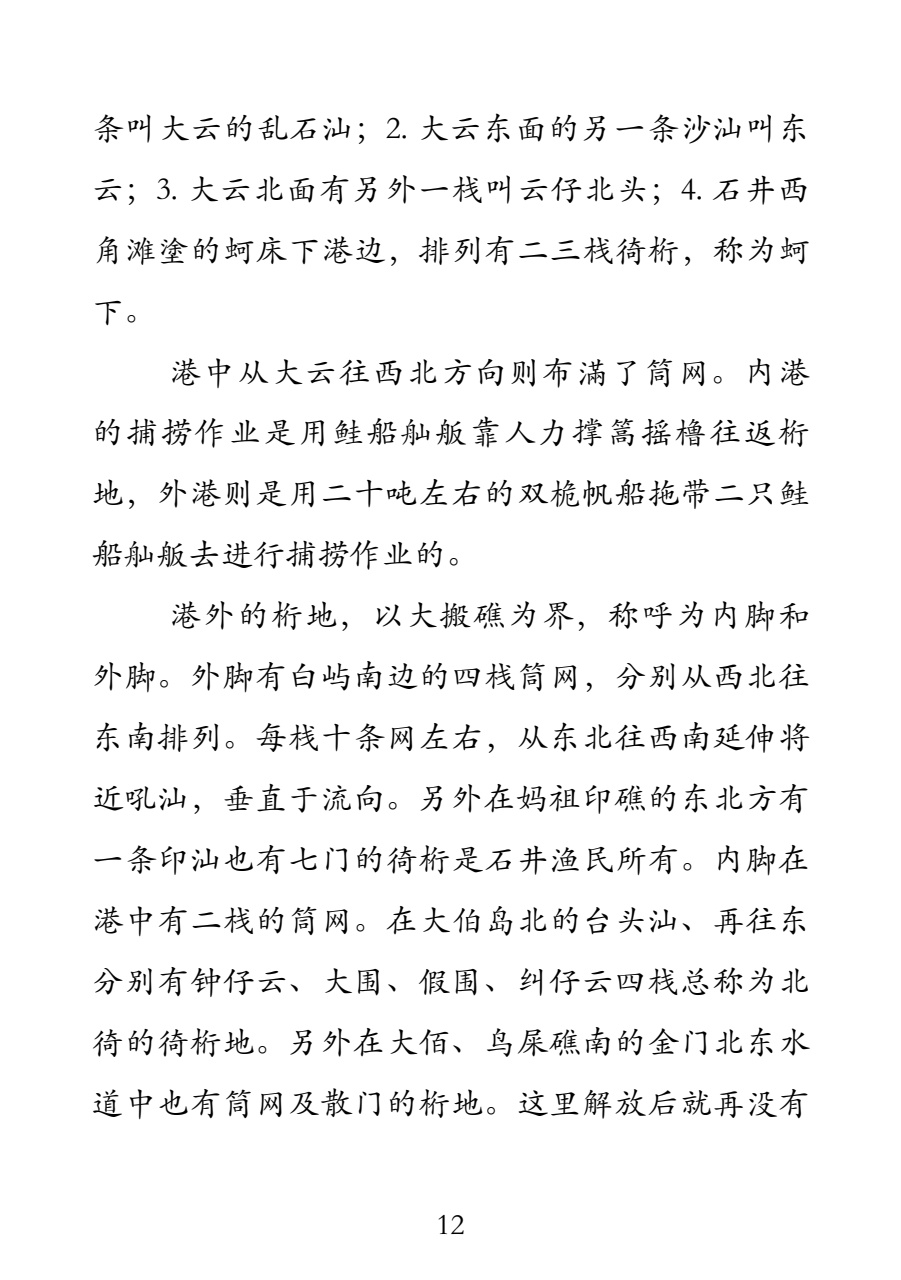 条叫大云的乱石汕；2. 大云东面的另一条沙汕叫东
云；3. 大云北面有另外一栈叫云仔北头；4. 石井西
角滩塗的蚵床下港边，排列有二三栈徛桁，称为蚵
下。
港中从大云往西北方向则布满了筒网。内港
的捕捞作业是用鲑船舢舨靠人力撑篙摇橹往返桁
地，外港则是用二十吨左右的双桅帆船拖带二只鲑
船舢舨去进行捕捞作业的。
港外的桁地，以大搬礁为界，称呼为内脚和
外脚。外脚有白屿南边的四栈筒网，分别从西北往
东南排列。每栈十条网左右，从东北往西南延伸将
近吼汕，垂直于流向。另外在妈祖印礁的东北方有
一条印汕也有七门的徛桁是石井渔民所有。内脚在
港中有二栈的筒网。在大伯岛北的台头汕、再往东
分别有钟仔云、大围、假围、纠仔云四栈总称为北
徛的徛桁地。另外在大佰、鸟屎礁南的金门北东水
道中也有筒网及散门的桁地。这里解放后就再没有
12